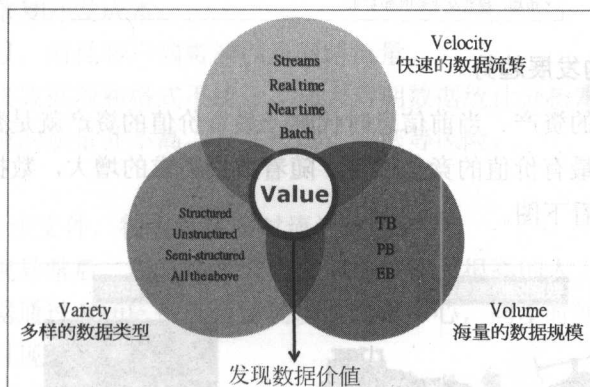 Velocity
快速的数据流转
Streams
Real time
Near time
Batch
Value
Structured
Unstructured
Semi-structured
All the above
TB
PB
EB
Variety
多样的数据类型
Volume
海量的数据规模
发现数据价值